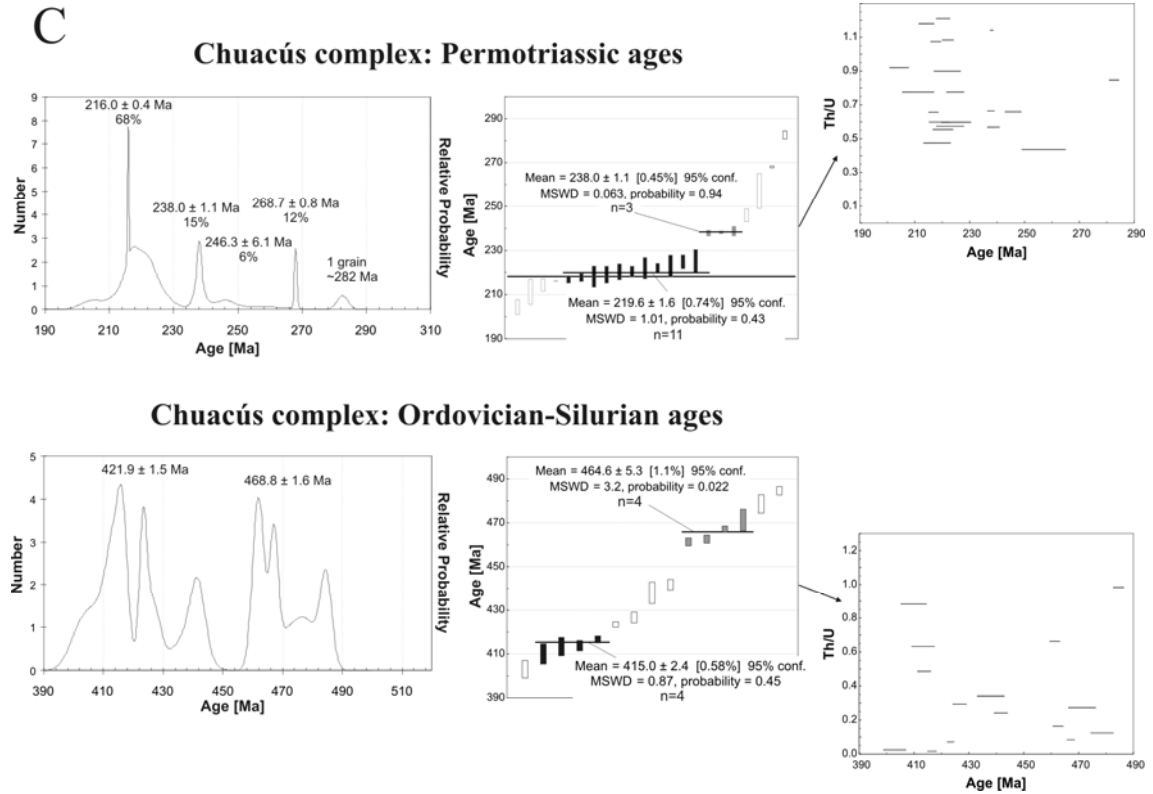 C
Chuacús complex: Permotriassic ages
9
8
7
6
5
4
3
2
1
0
Number
216.0 ± 0.4 Ma
68%
238.0 ± 1.1 Ma
15%
246.3 ± 6.1 Ma
6%
268.7 ± 0.8 Ma
12%
1 grain
~282 Ma
190 210 230 250 270 290 310
Age [Ma]
Relative Probability
Age [Ma]
290
270
250
230
210
190
Mean = 238.0 ± 1.1 [0.45%] 95% conf.
MSWD = 0.063, probability = 0.94
n=3
Mean = 219.6 ± 1.6 [0.74%] 95% conf.
MSWD = 1.01, probability = 0.43
n=11
Th/U
1.1
0.9
0.7
0.5
0.3
0.1
190 210 230 250 270 290
Age [Ma]
Chuacús complex: Ordovician-Silurian ages
5
4
3
2
1
0
Number
421.9 ± 1.5 Ma
468.8 ± 1.6 Ma
390 410 430 450 470 490 510
Age [Ma]
Relative Probability
Age [Ma]
490
470
450
430
410
390
Mean = 464.6 ± 5.3 [1.1%] 95% conf.
MSWD = 3.2, probability = 0.022
n=4
Mean = 415.0 ± 2.4 [0.58%] 95% conf.
MSWD = 0.87, probability = 0.45
n=4
Th/U
1.2
1.0
0.8
0.6
0.4
0.2
0.0
390 410 430 450 470 490
Age [Ma]